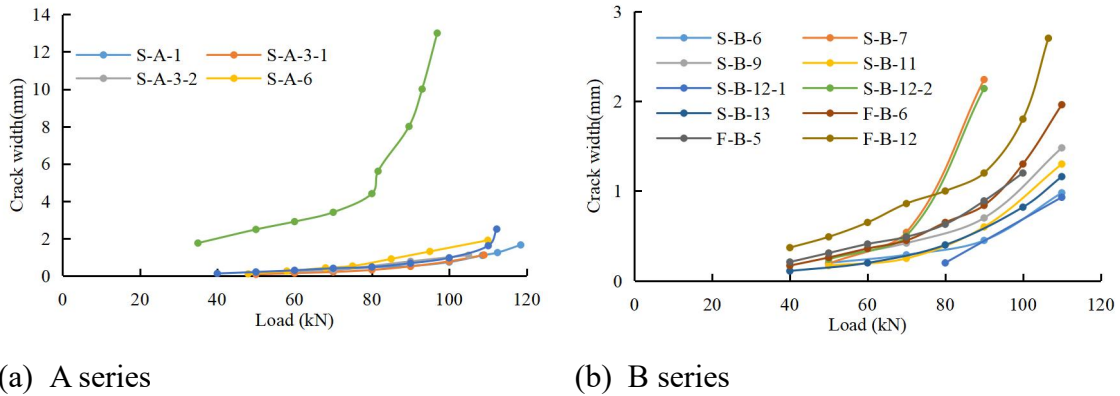 14
12
10
8
6
4
2
0
Crack width(mm)
S-A-1
S-A-3-1
S-A-3-2
S-A-6
0 20 40 60 80 100 120
Load (kN)
(a) A series
3
2
1
0
Crack width(mm)
S-B-6
S-B-7
S-B-9
S-B-11
S-B-12-1
S-B-12-2
S-B-13
F-B-6
F-B-5
F-B-12
0 20 40 60 80 100 120
Load (kN)
(b) B series